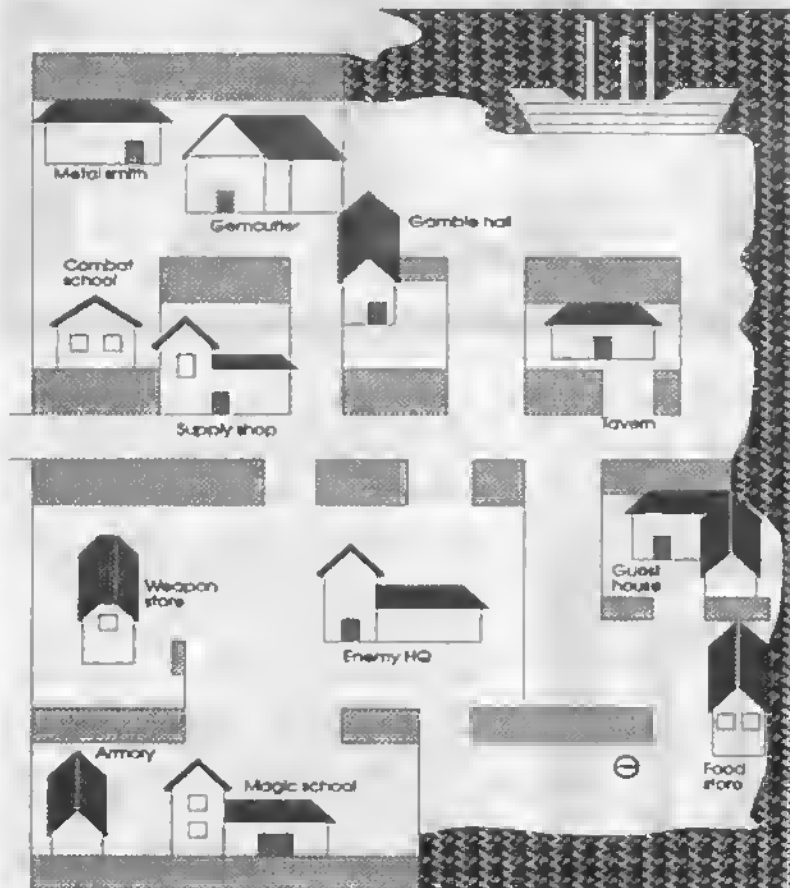 Metal smith
Gemcutter
Gamble hall
Combat
school
Supply shop
Tavern
Weapon
store
Guest
house
Enemy HQ
Armory
Magic school
Food
store